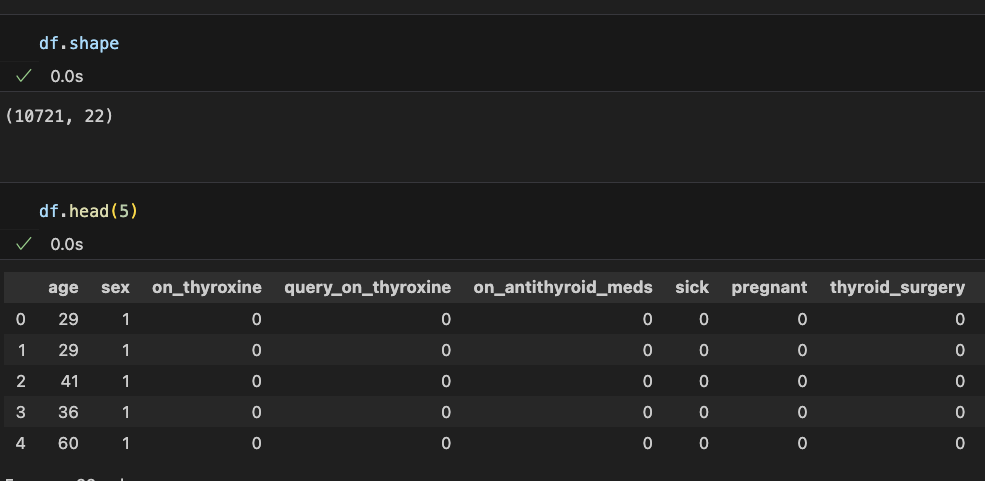 df.shape
0.0s
(10721, 22)
df.head(5)
0.0s
age sex on_thyroxine query_on_thyroxine on_antithyroid_meds sick pregnant thyroid_surgery
0 29 1 0 0 0 0 0 0
1 29 1 0 0 0 0 0 0
2 41 1 0 0 0 0 0 0
3 36 1 0 0 0 0 0 0
4 60 1 0 0 0 0 0 0